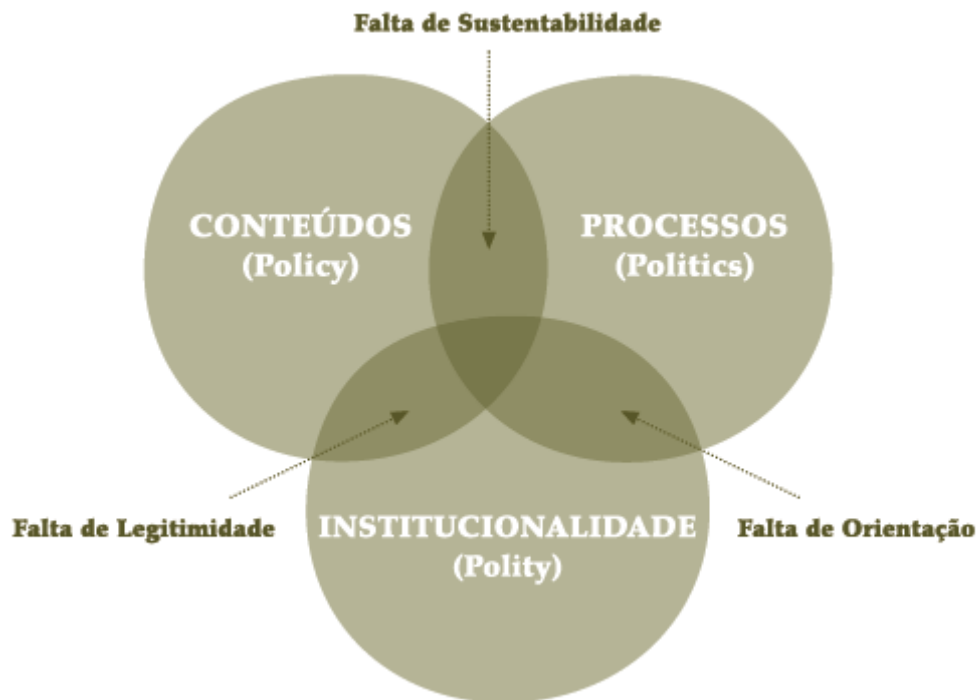 Falta de Sustentabilidade
CONTEÚDOS
(Policy)
PROCESSOS
(Politics)
Falta de Legitimidade
INSTITUCIONALIDADE
(Polity)
Falta de Orientação